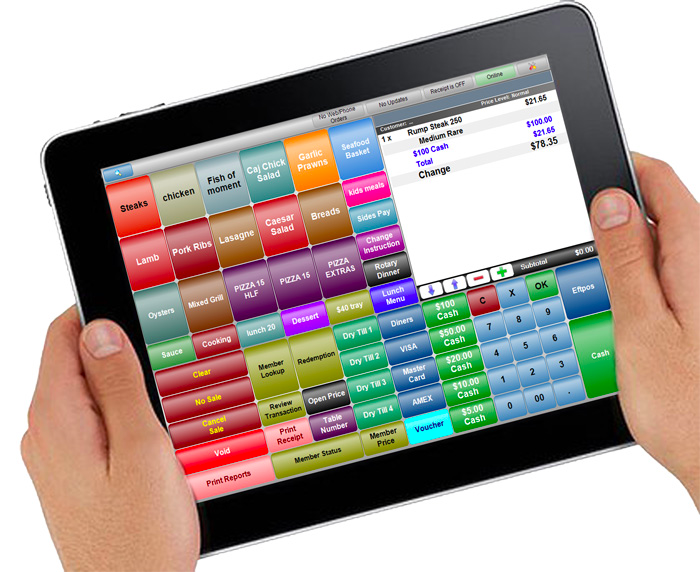 No Web/Phone
Orders
No Updates
Receipt is OFF
Online
Customer: ...
Price Level: Normal
1 x Rump Steak 250 $21.65
Medium Rare
$100 Cash $100.00
Total $21.65
Change $78.35
Subtotal $0.00
Steaks
chicken
Fish of
moment
Caj Chick
Salad
Garlic
Prawns
Seafood
Basket
Lamb
Pork Ribs
Lasagne
Caesar
Salad
Breads
kids meals
Sides Pay
Oysters
Mixed Grill
PIZZA 15
HLF
PIZZA 15
PIZZA
EXTRAS
Change
Instruction
Rotary
Dinner
Sauce
Cooking
lunch 20
Dessert
$40 tray
Lunch
Menu
Clear
No Sale
Cancel
Sale
Void
Print Reports
Member
Lookup
Redemption
Review
Transaction
Open Price
Print
Receipt
Table
Number
Member Status
Dry Till 1
Dry Till 2
Dry Till 3
Dry Till 4
Member
Price
Diners
VISA
Master
Card
AMEX
Voucher
$100
Cash
$50.00
Cash
$20.00
Cash
$10.00
Cash
$5.00
Cash
C X OK
7 8 9
4 5 6
1 2 3
0 00 .
Eftpos
Cash